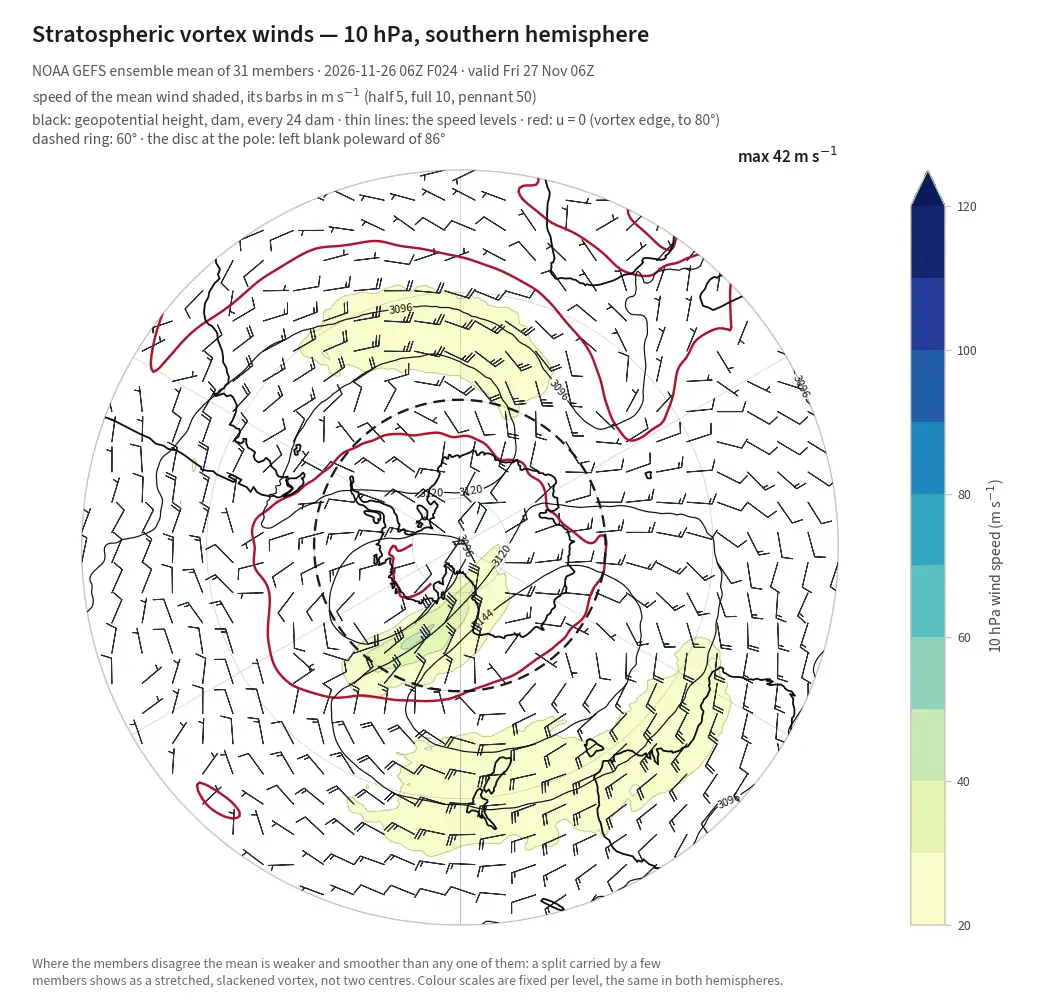 Stratospheric vortex winds — 10 hPa, southern hemisphere
NOAA GEFS ensemble mean of 31 members · 2026-11-26 06Z F024 · valid Fri 27 Nov 06Z
speed of the mean wind shaded, its barbs in m s⁻¹ (half 5, full 10, pennant 50)
black: geopotential height, dam, every 24 dam · thin lines: the speed levels · red: u = 0 (vortex edge, to 80°)
dashed ring: 60° · the disc at the pole: left blank poleward of 86°
max 42 m s⁻¹
3096
3096
3096
3120
3120
3096
3120
3144
3096
120
100
80
60
40
20
10 hPa wind speed (m s⁻¹)
Where the members disagree the mean is weaker and smoother than any one of them: a split carried by a few
members shows as a stretched, slackened vortex, not two centres. Colour scales are fixed per level, the same in both hemispheres.